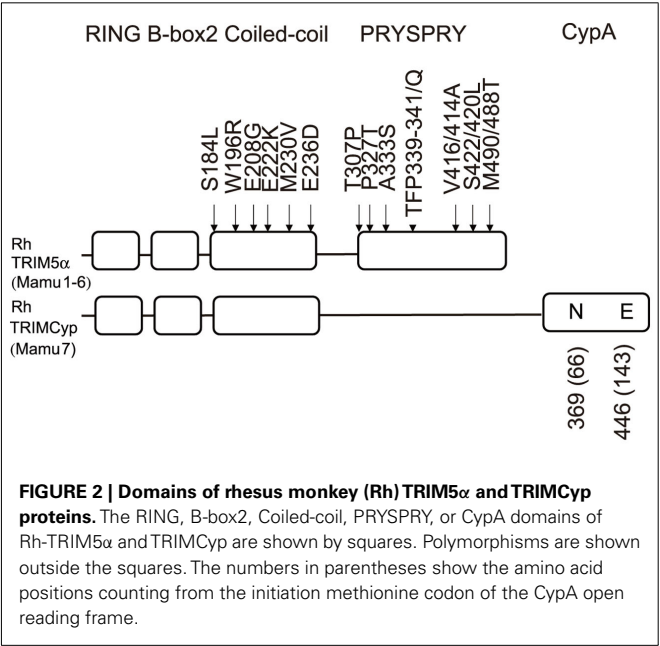 RING B-box2 Coiled-coil PRYSPRY CypA
S184L
W196R
E208G
E222K
M230V
E236D
T307P
P327T
A333S
TFP339-341/Q
V416/414A
S422/420L
M490/488T
Rh
TRIM5α
(Mamu 1-6)
Rh
TRIMCyp
(Mamu 7)
N E
369 (66)
446 (143)
FIGURE 2 | Domains of rhesus monkey (Rh) TRIM5α and TRIMCyp
proteins. The RING, B-box2, Coiled-coil, PRYSPRY, or CypA domains of
Rh-TRIM5α and TRIMCyp are shown by squares. Polymorphisms are shown
outside the squares. The numbers in parentheses show the amino acid
positions counting from the initiation methionine codon of the CypA open
reading frame.